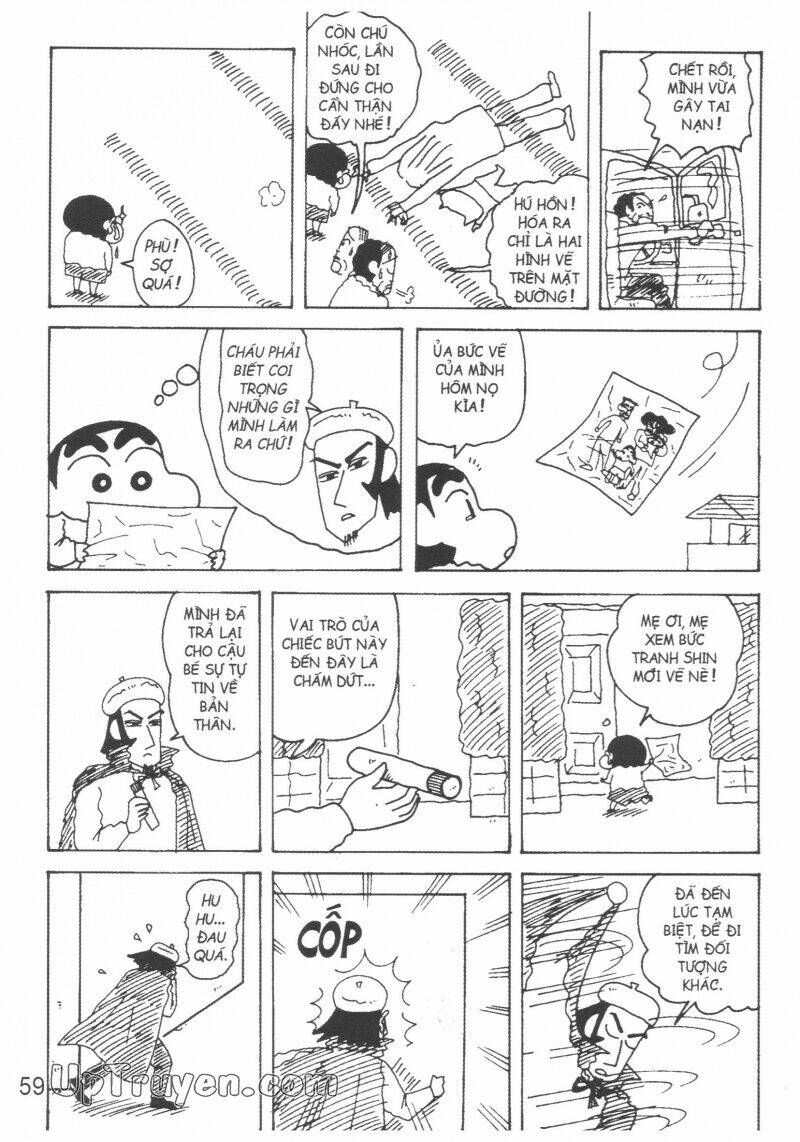 CHẾT RỒI,
MÌNH VỪA
GÂY TAI
NẠN!
CÒN CHÚ
NHÓC, LẦN
SAU ĐI
ĐỨNG CHO
CẨN THẬN
ĐẤY NHÉ!
HÚ HỒN!
HÓA RA
CHỈ LÀ HAI
HÌNH VẼ
TRÊN MẶT
ĐƯỜNG!
PHÙ!
SỢ
QUÁ!
ỦA BỨC VẼ
CỦA MÌNH
HÔM NỌ
KÌA!
CHÁU PHẢI
BIẾT COI
TRỌNG
NHỮNG GÌ
MÌNH LÀM
RA CHỨ!
MẸ ƠI, MẸ
XEM BỨC
TRANH SHIN
MỚI VẼ NÈ!
VAI TRÒ CỦA
CHIẾC BÚT NÀY
ĐẾN ĐÂY LÀ
CHẤM DỨT...
MÌNH ĐÃ
TRẢ LẠI
CHO CẬU
BÉ SỰ TỰ
TIN VỀ
BẢN
THÂN.
ĐÃ ĐẾN
LÚC TẠM
BIỆT, ĐỂ ĐI
TÌM ĐỐI
TƯỢNG
KHÁC.
CỐP
HU
HU...
ĐAU
QUÁ.
59
UpTruyen.com